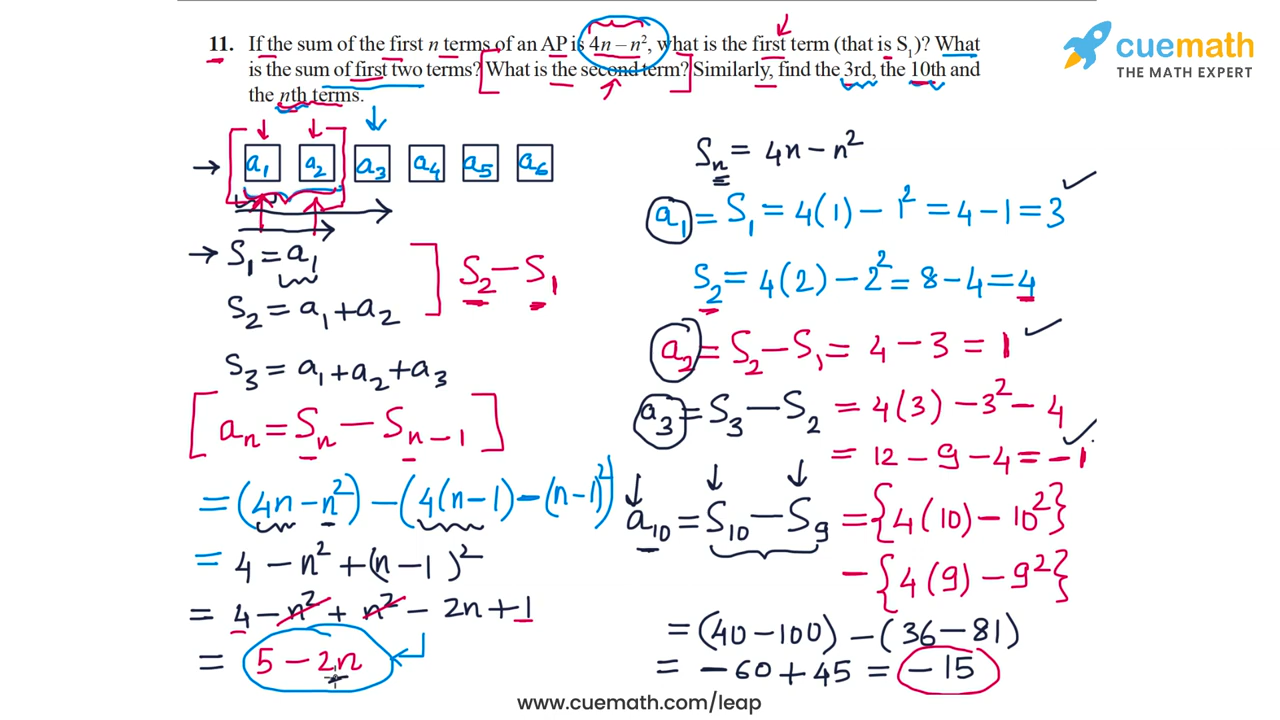 11. If the sum of the first n terms of an AP is 4n – n², what is the first term (that is S₁)? What
is the sum of first two terms? What is the second term? Similarly, find the 3rd, the 10th and
the nth terms.
cuemath
THE MATH EXPERT
→ a₁ a₂ a₃ a₄ a₅ a₆
→ S₁ = a₁
S₂ = a₁ + a₂
S₂ – S₁
S₃ = a₁ + a₂ + a₃
[aₙ = Sₙ – Sₙ₋₁]
= (4n – n²) – (4(n – 1) – (n – 1)²)
= 4 – n² + (n – 1)²
= 4 – n² + n² – 2n + 1
= 5 – 2n
Sₙ = 4n – n²
a₁ = S₁ = 4(1) – 1² = 4 – 1 = 3 ✓
S₂ = 4(2) – 2² = 8 – 4 = 4
a₂ = S₂ – S₁ = 4 – 3 = 1 ✓
a₃ = S₃ – S₂ = 4(3) – 3² – 4
= 12 – 9 – 4 = –1 ✓
a₁₀ = S₁₀ – S₉ = {4(10) – 10²}
– {4(9) – 9²}
= (40 – 100) – (36 – 81)
= – 60 + 45 = –15
www.cuemath.com/leap